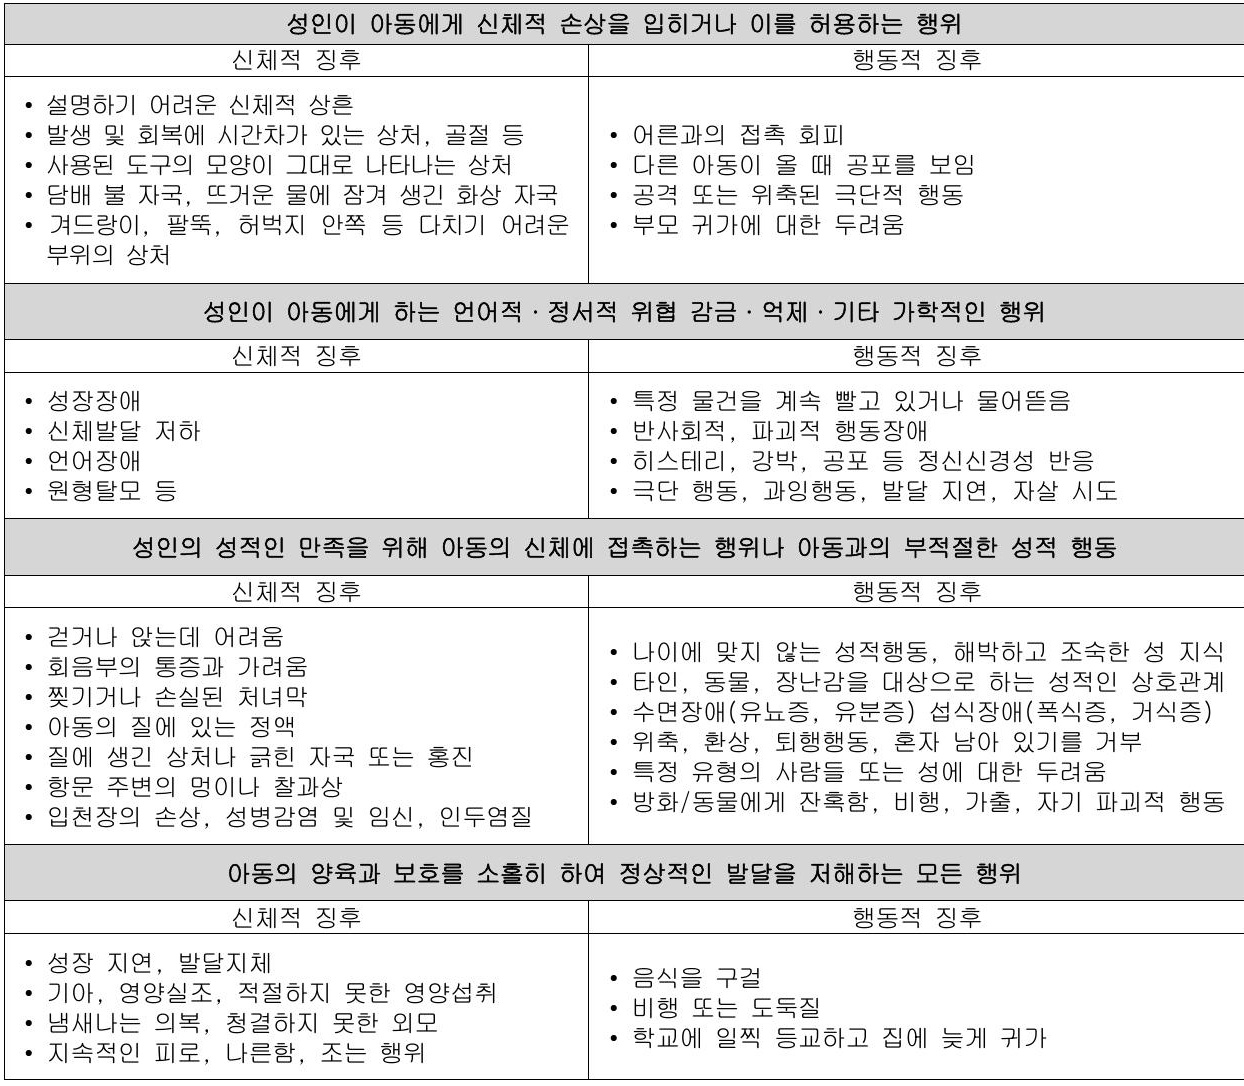 성인이 아동에게 신체적 손상을 입히거나 이를 허용하는 행위
신체적 징후
행동적 징후
• 설명하기 어려운 신체적 상흔
• 발생 및 회복에 시간차가 있는 상처, 골절 등
• 사용된 도구의 모양이 그대로 나타나는 상처
• 담배 불 자국, 뜨거운 물에 잠겨 생긴 화상 자국
• 겨드랑이, 팔뚝, 허벅지 안쪽 등 다치기 어려운
부위의 상처
• 어른과의 접촉 회피
• 다른 아동이 올 때 공포를 보임
• 공격 또는 위축된 극단적 행동
• 부모 귀가에 대한 두려움
성인이 아동에게 하는 언어적·정서적 위협 감금·억제·기타 가학적인 행위
신체적 징후
행동적 징후
• 성장장애
• 신체발달 저하
• 언어장애
• 원형탈모 등
• 특정 물건을 계속 빨고 있거나 물어뜯음
• 반사회적, 파괴적 행동장애
• 히스테리, 강박, 공포 등 정신신경성 반응
• 극단 행동, 과잉행동, 발달 지연, 자살 시도
성인의 성적인 만족을 위해 아동의 신체에 접촉하는 행위나 아동과의 부적절한 성적 행동
신체적 징후
행동적 징후
• 걷거나 앉는데 어려움
• 회음부의 통증과 가려움
• 찢기거나 손실된 처녀막
• 아동의 질에 있는 정액
• 질에 생긴 상처나 긁힌 자국 또는 홍진
• 항문 주변의 멍이나 찰과상
• 입천장의 손상, 성병감염 및 임신, 인두염질
• 나이에 맞지 않는 성적행동, 해박하고 조숙한 성 지식
• 타인, 동물, 장난감을 대상으로 하는 성적인 상호관계
• 수면장애(유뇨증, 유분증) 섭식장애(폭식증, 거식증)
• 위축, 환상, 퇴행행동, 혼자 남아 있기를 거부
• 특정 유형의 사람들 또는 성에 대한 두려움
• 방화/동물에게 잔혹함, 비행, 가출, 자기 파괴적 행동
아동의 양육과 보호를 소홀히 하여 정상적인 발달을 저해하는 모든 행위
신체적 징후
행동적 징후
• 성장 지연, 발달지체
• 기아, 영양실조, 적절하지 못한 영양섭취
• 냄새나는 의복, 청결하지 못한 외모
• 지속적인 피로, 나른함, 조는 행위
• 음식을 구걸
• 비행 또는 도둑질
• 학교에 일찍 등교하고 집에 늦게 귀가